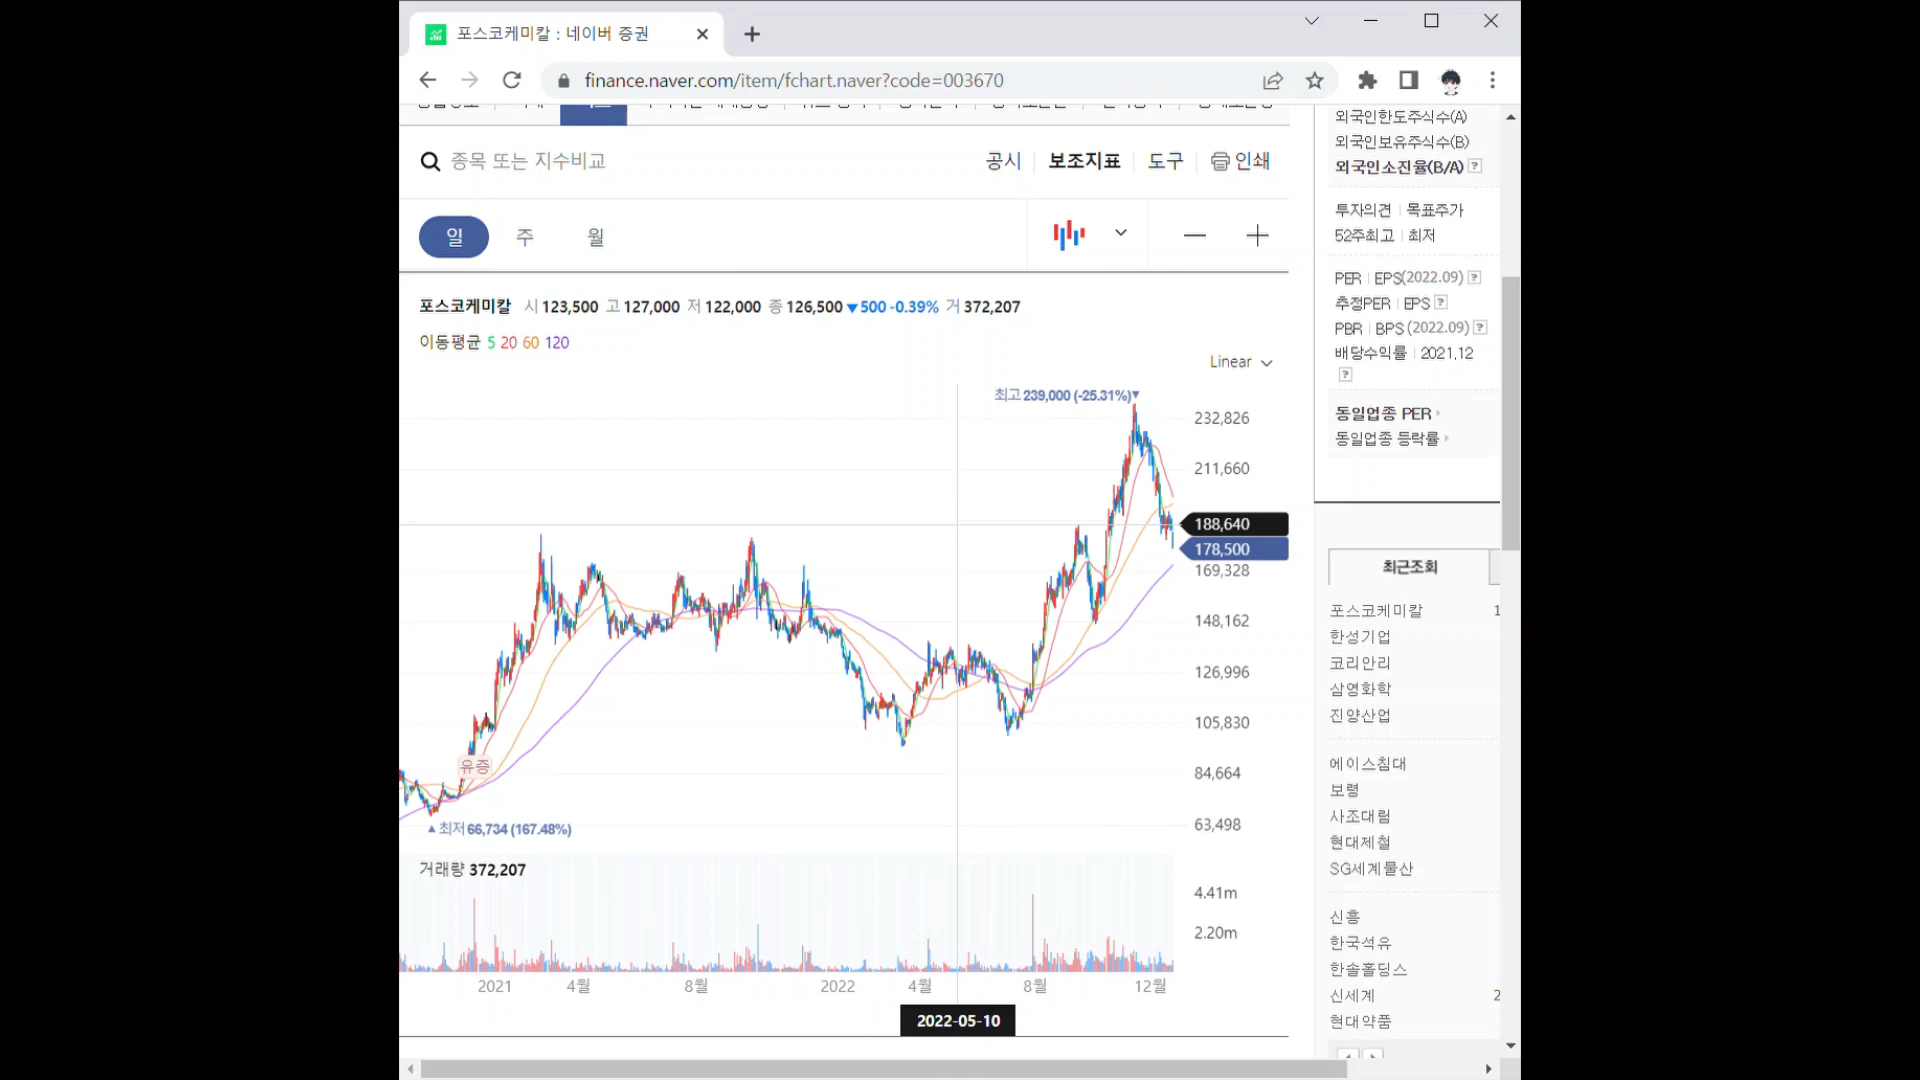 포스코케미칼 : 네이버 증권
finance.naver.com/item/fchart.naver?code=003670
종목 또는 지수비교
공시 보조지표 도구 인쇄
일 주 월
포스코케미칼 시 123,500 고 127,000 저 122,000 종 126,500 ▼500 -0.39% 거 372,207
이동평균 5 20 60 120
Linear
최고 239,000 (-25.31%)▼
232,826
211,660
188,640
178,500
169,328
148,162
126,996
105,830
84,664
63,498
유증
▲최저 66,734 (167.48%)
거래량 372,207
4.41m
2.20m
2021 4월 8월 2022 4월 8월 12월
2022-05-10
외국인한도주식수(A)
외국인보유주식수(B)
외국인소진율(B/A) ?
투자의견 | 목표주가
52주최고 | 최저
PER | EPS(2022.09) ?
추정PER | EPS ?
PBR | BPS (2022.09) ?
배당수익률 | 2021.12
?
동일업종 PER
동일업종 등락률
최근조회
포스코케미칼 1
한성기업
코리안리
삼영화학
진양산업
에이스침대
보령
사조대림
현대제철
SG세계물산
신흥
한국석유
한솔홀딩스
신세계 2
현대약품